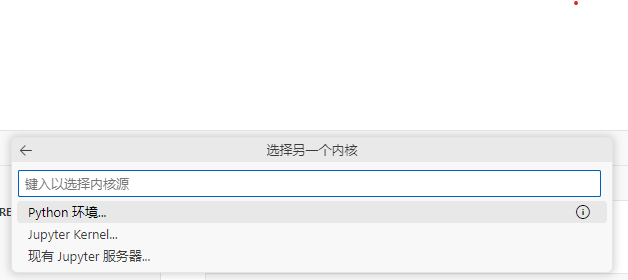 选择另一个内核
键入以选择内核源
RE
Python 环境...
Jupyter Kernel...
现有 Jupyter 服务器...